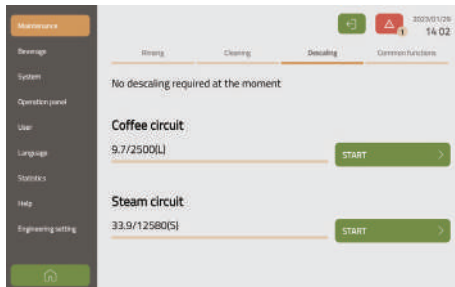 Maintenance
2023/01/29
1
14 02
Beverage
Rinsing
Cleaning
Descaling
Common functions
System
No descaling required at the moment
Operation panel
User
Coffee circuit
Language
9.7/2500(L)
START
Statistics
Help
Steam circuit
Engineering setting
33.9/12580(S)
START